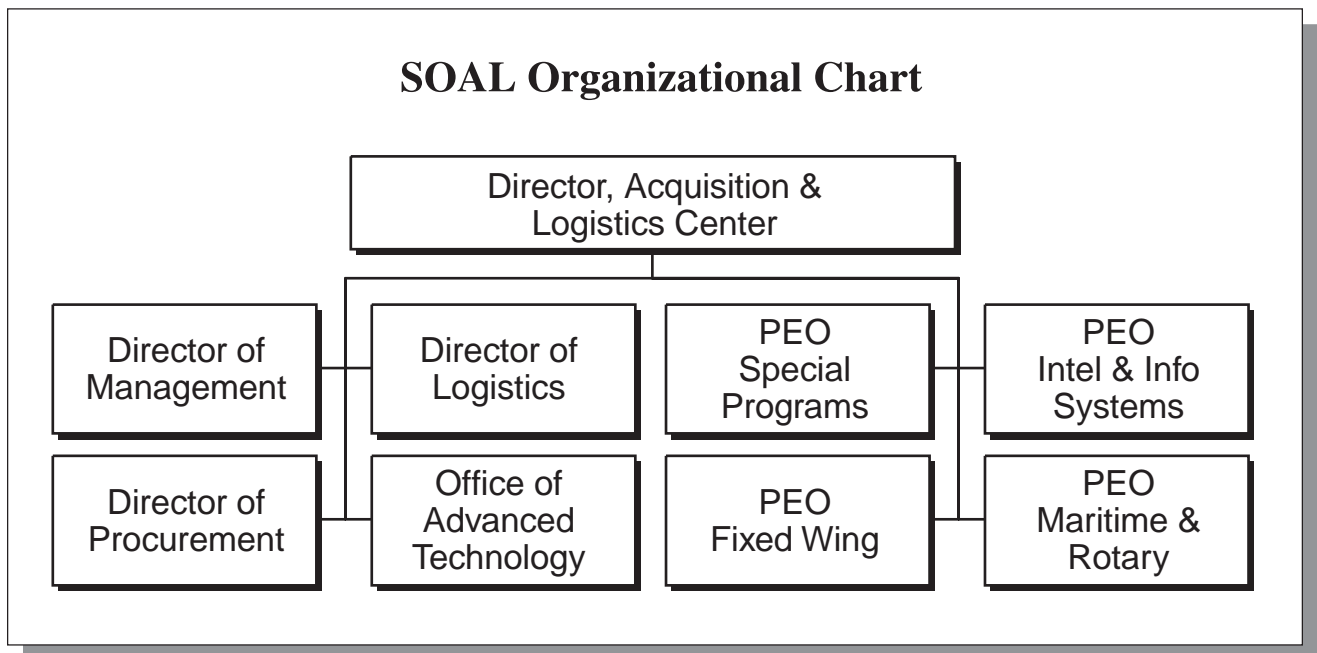 SOAL Organizational Chart
Director, Acquisition &
Logistics Center
Director of
Management
Director of
Logistics
PEO
Special
Programs
PEO
Intel & Info
Systems
Director of
Procurement
Office of
Advanced
Technology
PEO
Fixed Wing
PEO
Maritime &
Rotary